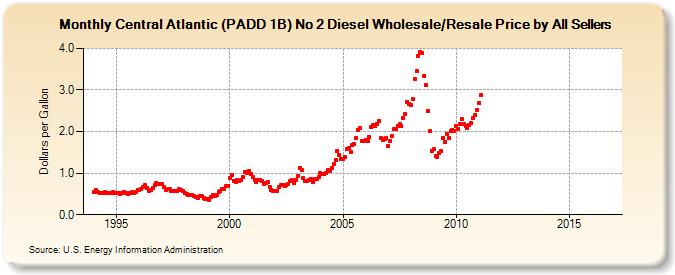 Monthly Central Atlantic (PADD 1B) No 2 Diesel Wholesale/Resale Price by All Sellers
Dollars per Gallon
4.0
3.0
2.0
1.0
0.0
1995 2000 2005 2010 2015
Source: U.S. Energy Information Administration